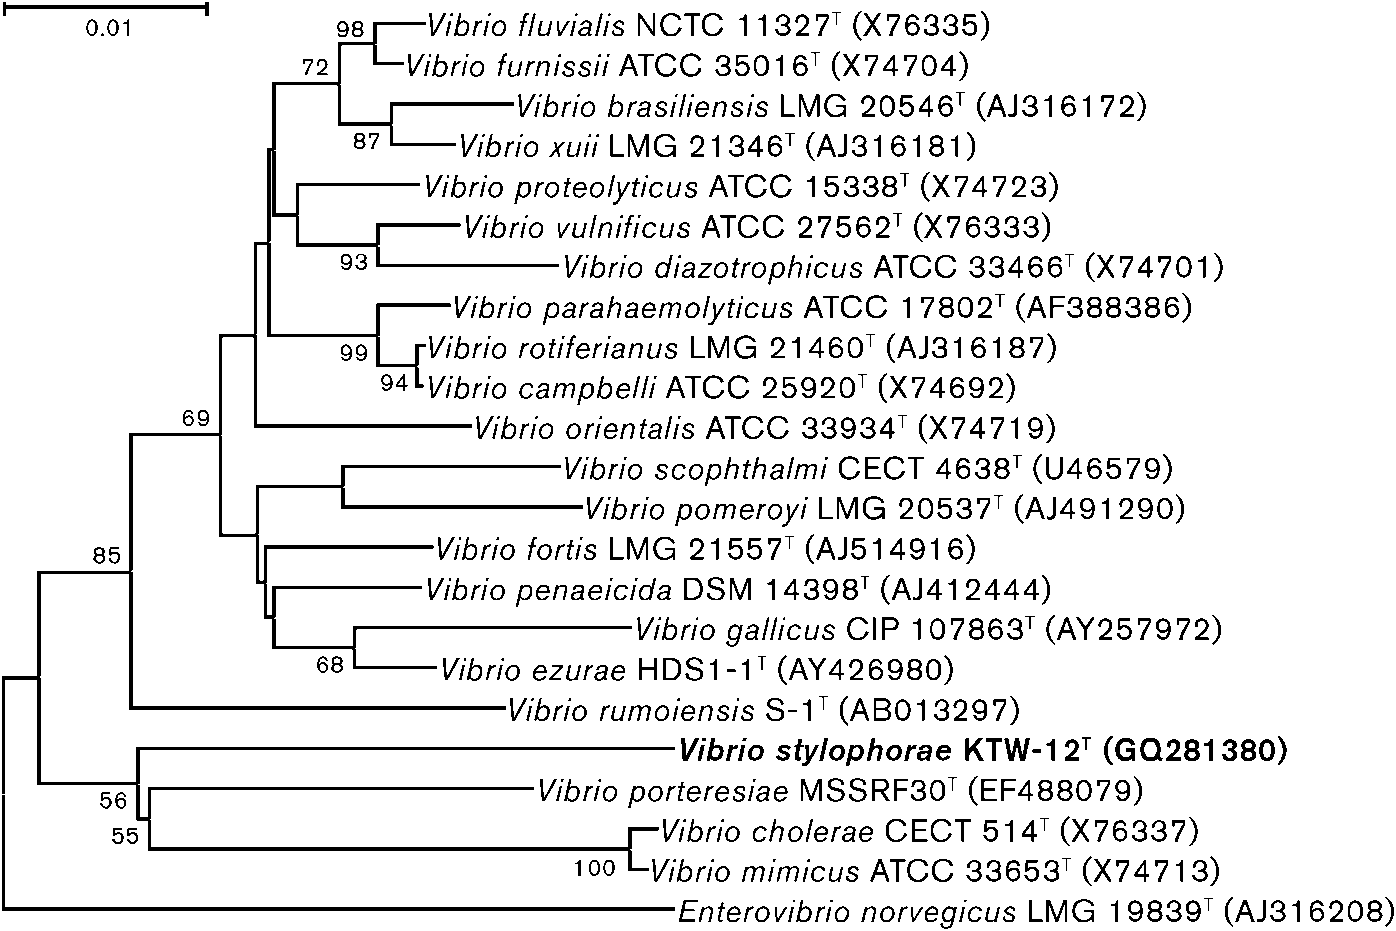 0.01
98
Vibrio fluvialis NCTC 11327ᵀ (X76335)
72
Vibrio furnissii ATCC 35016ᵀ (X74704)
Vibrio brasiliensis LMG 20546ᵀ (AJ316172)
87
Vibrio xuii LMG 21346ᵀ (AJ316181)
Vibrio proteolyticus ATCC 15338ᵀ (X74723)
Vibrio vulnificus ATCC 27562ᵀ (X76333)
93
Vibrio diazotrophicus ATCC 33466ᵀ (X74701)
Vibrio parahaemolyticus ATCC 17802ᵀ (AF388386)
99
Vibrio rotiferianus LMG 21460ᵀ (AJ316187)
94
Vibrio campbelli ATCC 25920ᵀ (X74692)
69
Vibrio orientalis ATCC 33934ᵀ (X74719)
Vibrio scophthalmi CECT 4638ᵀ (U46579)
Vibrio pomeroyi LMG 20537ᵀ (AJ491290)
85
Vibrio fortis LMG 21557ᵀ (AJ514916)
Vibrio penaeicida DSM 14398ᵀ (AJ412444)
Vibrio gallicus CIP 107863ᵀ (AY257972)
68
Vibrio ezurae HDS1-1ᵀ (AY426980)
Vibrio rumoiensis S-1ᵀ (AB013297)
Vibrio stylophorae KTW-12ᵀ (GQ281380)
56
Vibrio porteresiae MSSRF30ᵀ (EF488079)
55
Vibrio cholerae CECT 514ᵀ (X76337)
100
Vibrio mimicus ATCC 33653ᵀ (X74713)
Enterovibrio norvegicus LMG 19839ᵀ (AJ316208)